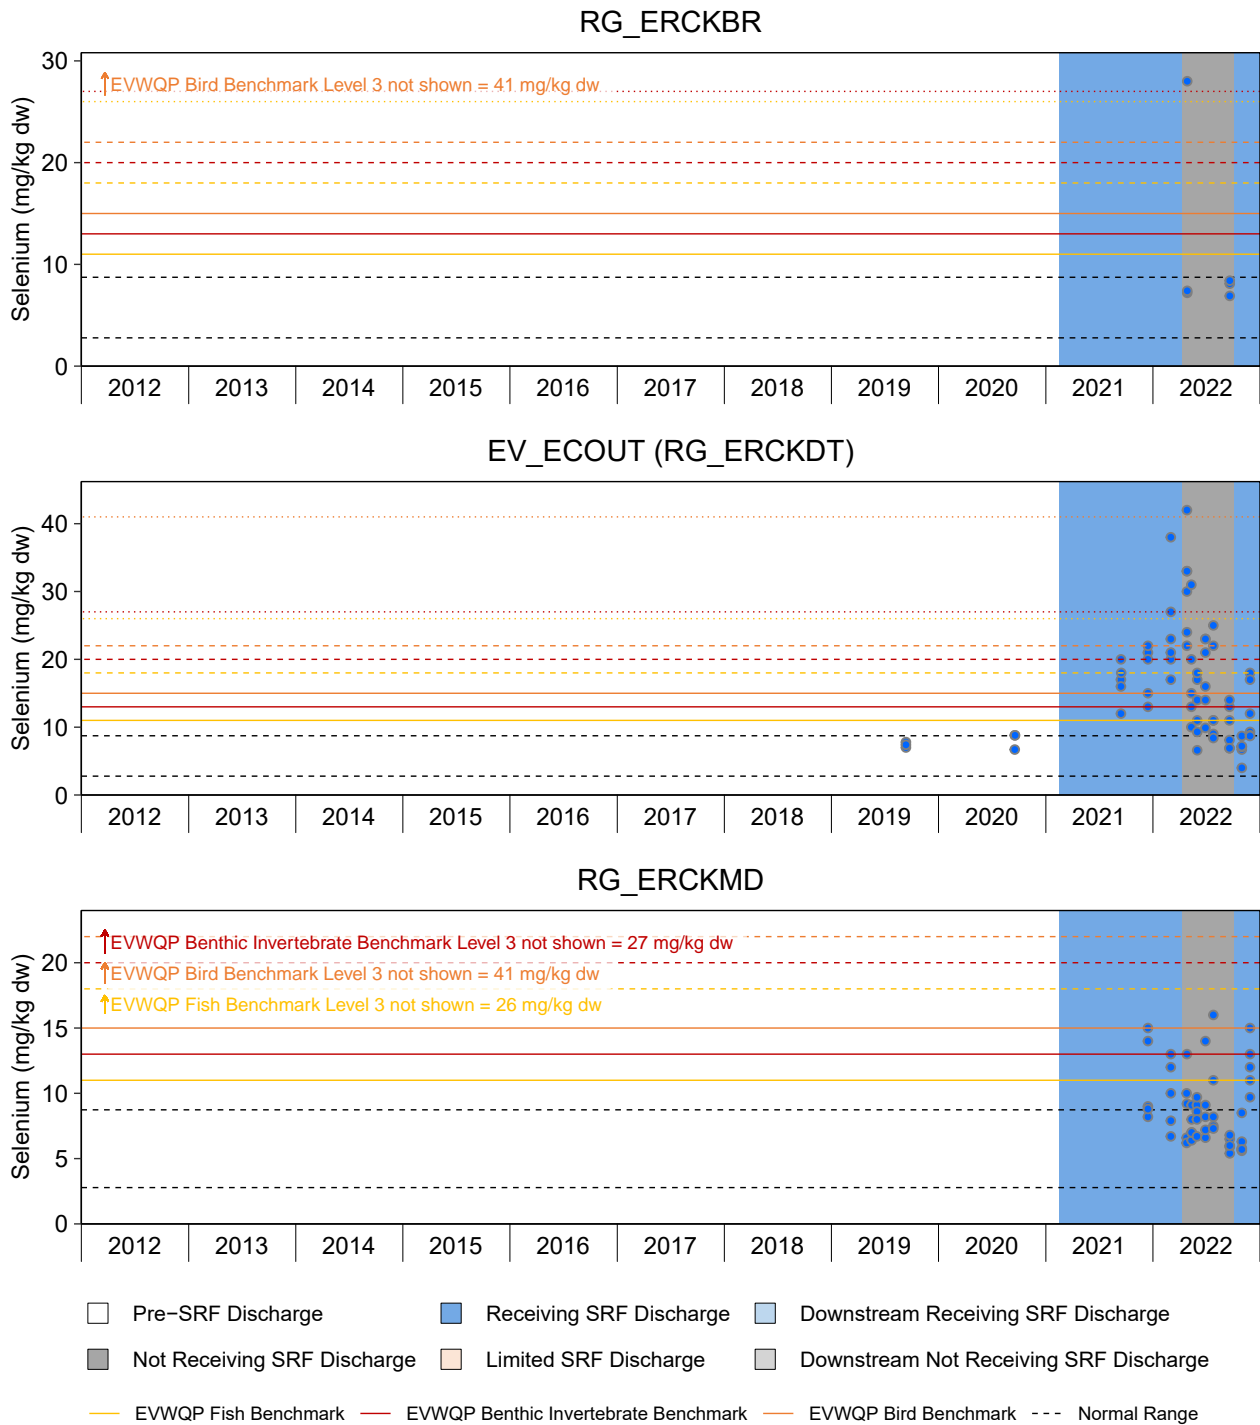 RG_ERCKBR
Selenium (mg/kg dw)
30
20
10
0
EVWQP Bird Benchmark Level 3 not shown = 41 mg/kg dw
2012 2013 2014 2015 2016 2017 2018 2019 2020 2021 2022
EV_ECOUT (RG_ERCKDT)
Selenium (mg/kg dw)
40
30
20
10
0
2012 2013 2014 2015 2016 2017 2018 2019 2020 2021 2022
RG_ERCKMD
Selenium (mg/kg dw)
20
15
10
5
0
EVWQP Benthic Invertebrate Benchmark Level 3 not shown = 27 mg/kg dw
EVWQP Bird Benchmark Level 3 not shown = 41 mg/kg dw
EVWQP Fish Benchmark Level 3 not shown = 26 mg/kg dw
2012 2013 2014 2015 2016 2017 2018 2019 2020 2021 2022
Pre−SRF Discharge Receiving SRF Discharge Downstream Receiving SRF Discharge
Not Receiving SRF Discharge Limited SRF Discharge Downstream Not Receiving SRF Discharge
EVWQP Fish Benchmark EVWQP Benthic Invertebrate Benchmark EVWQP Bird Benchmark Normal Range